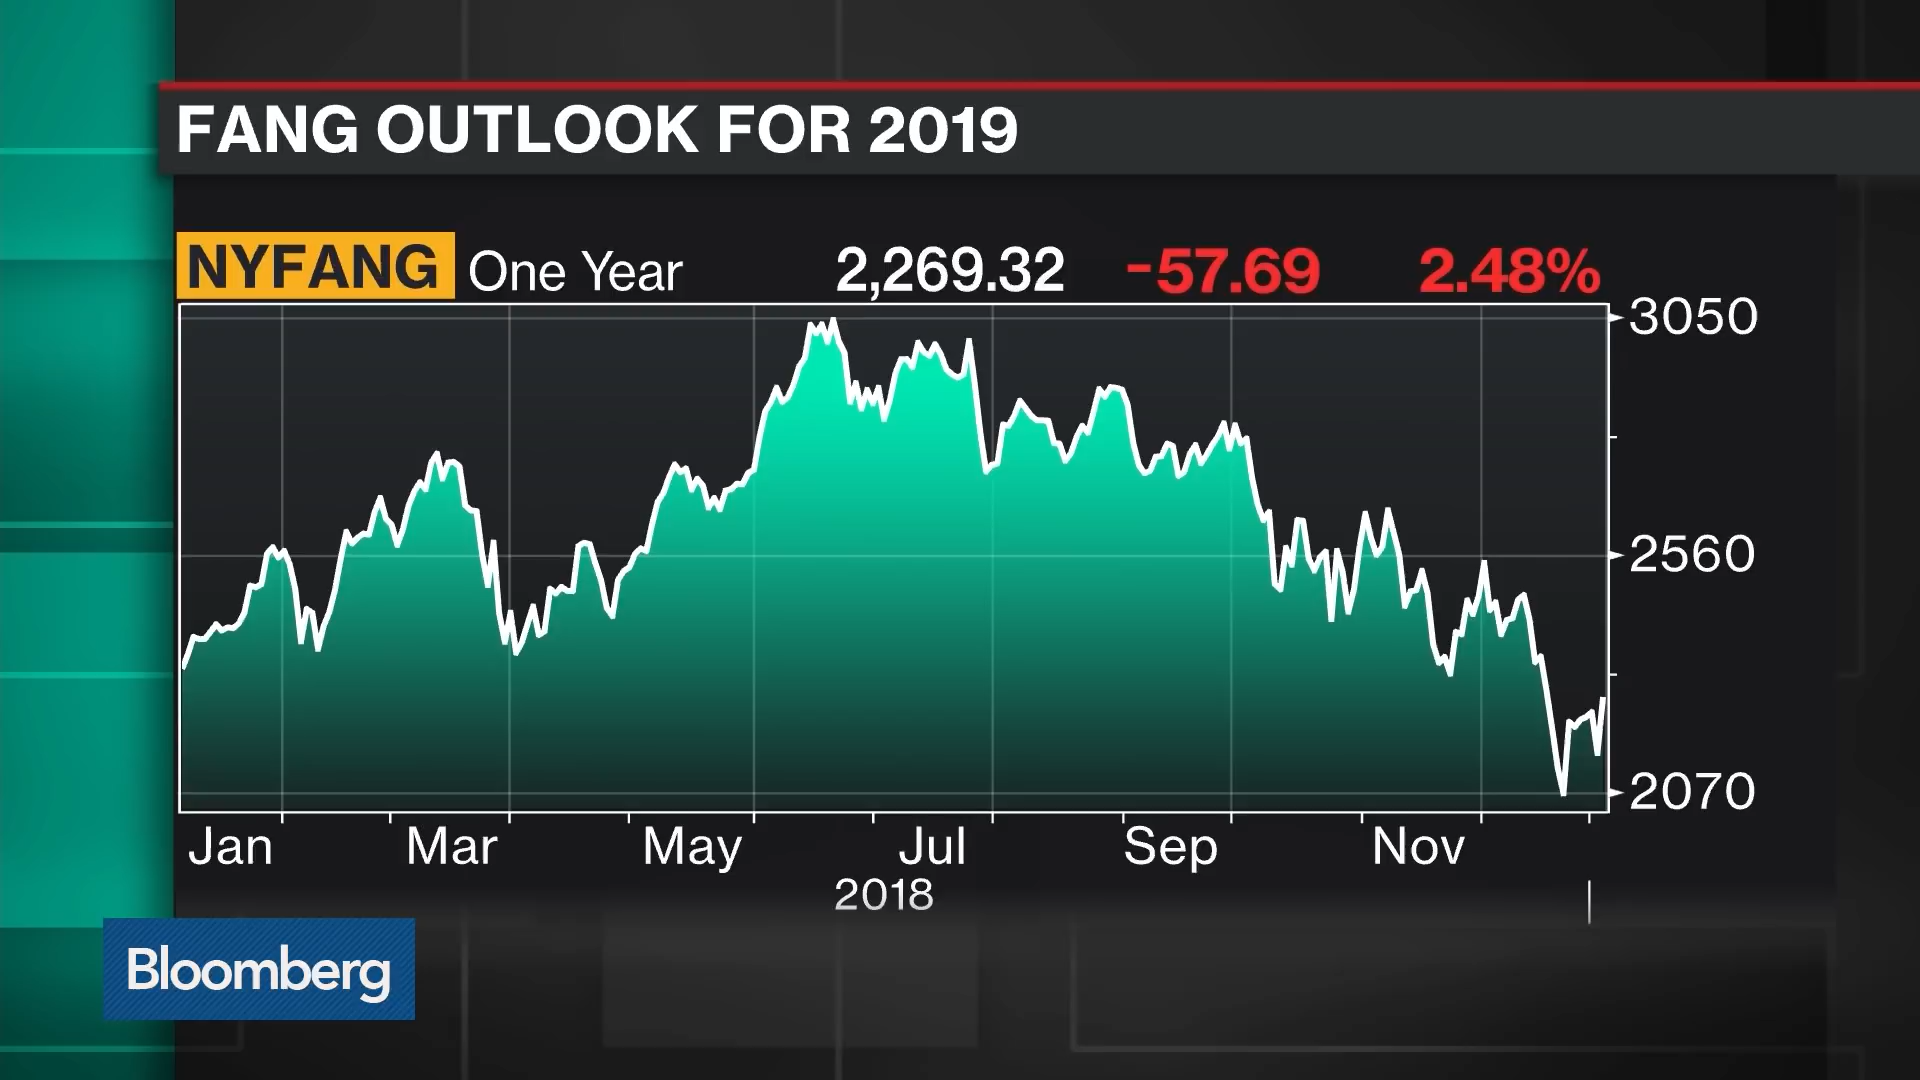 FANG OUTLOOK FOR 2019
NYFANG One Year 2,269.32 -57.69 2.48%
3050
2560
2070
Jan Mar May Jul Sep Nov
2018
Bloomberg